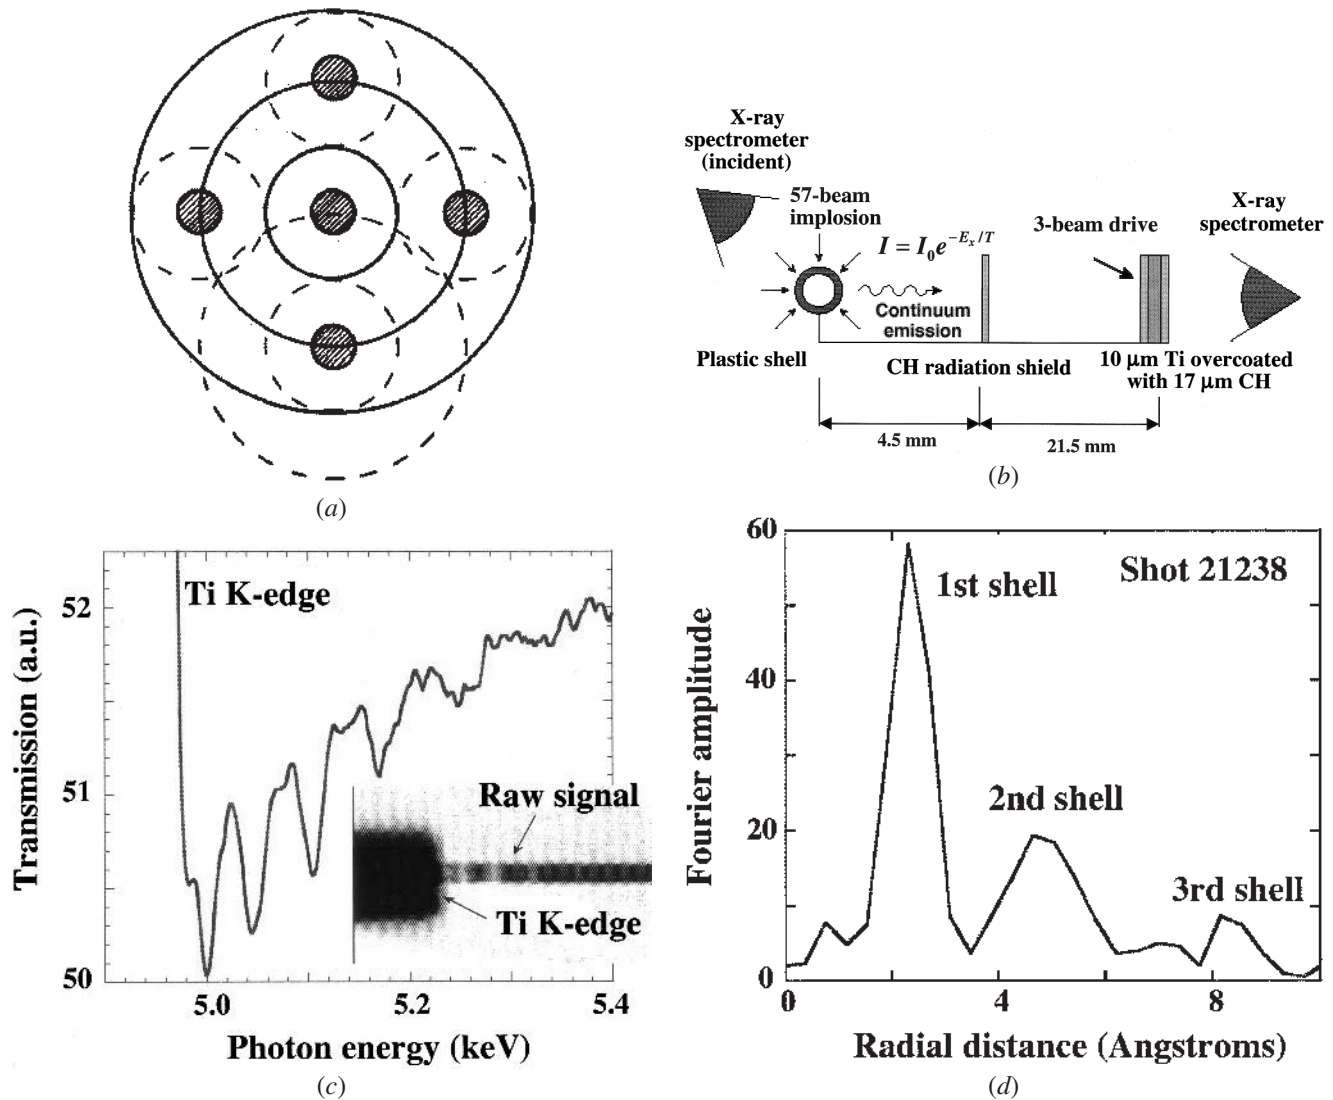 (a)
X-ray
spectrometer
(incident)
57-beam
implosion
I = I₀e^{-Eₓ/T}
3-beam drive
X-ray
spectrometer
Continuum
emission
Plastic shell
CH radiation shield
10 μm Ti overcoated
with 17 μm CH
4.5 mm
21.5 mm
(b)
Ti K-edge
52
51
50
Transmission (a.u.)
Raw signal
Ti K-edge
5.0 5.2 5.4
Photon energy (keV)
(c)
60
40
20
0
Fourier amplitude
Shot 21238
1st shell
2nd shell
3rd shell
0 4 8
Radial distance (Angstroms)
(d)